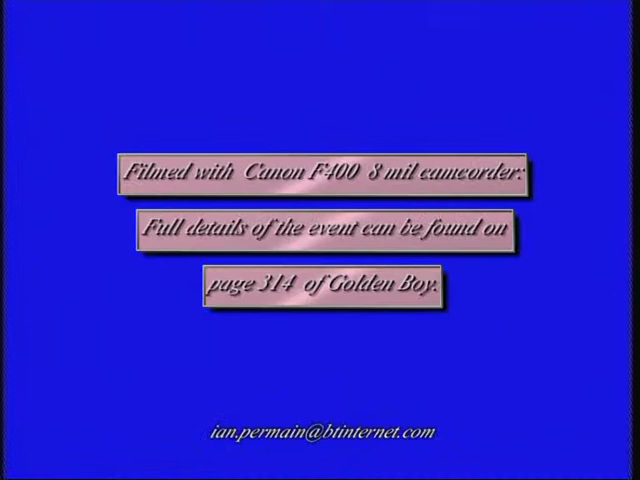 Filmed with Canon F400 8 mil camcorder.
Full details of the event can be found on
page 314 of Golden Boy.
ian.permain@btinternet.com